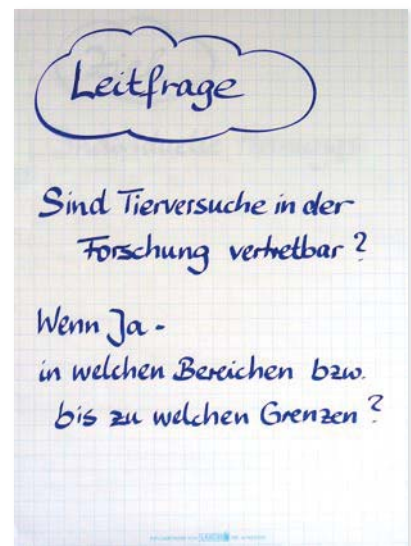 Leitfrage
Sind Tierversuche in der
Forschung vertretbar?
Wenn Ja -
in welchen Bereichen bzw.
bis zu welchen Grenzen?